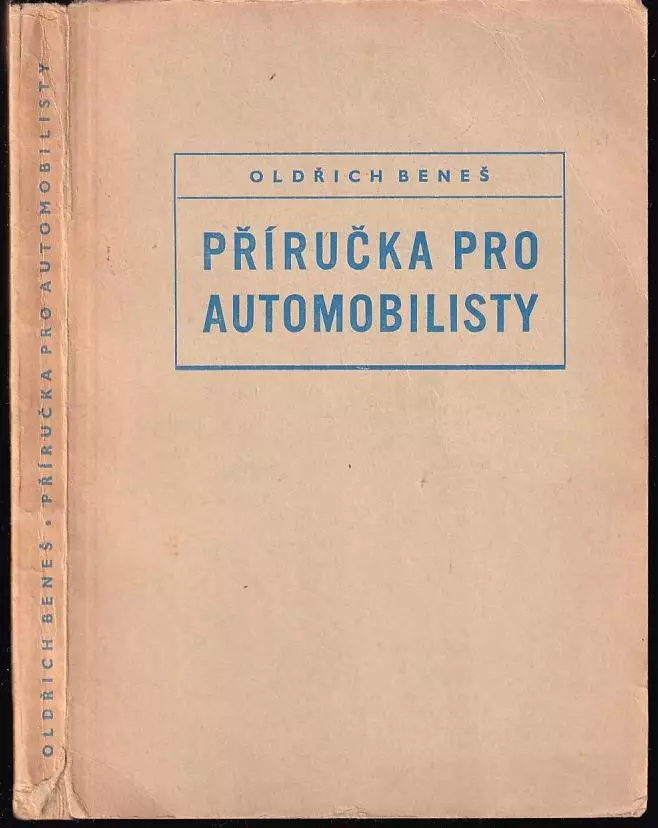 OLDŘICH BENEŠ
PŘÍRUČKA PRO
AUTOMOBILISTY
OLDŘICH BENEŠ • PŘÍRUČKA PRO AUTOMOBILISTY